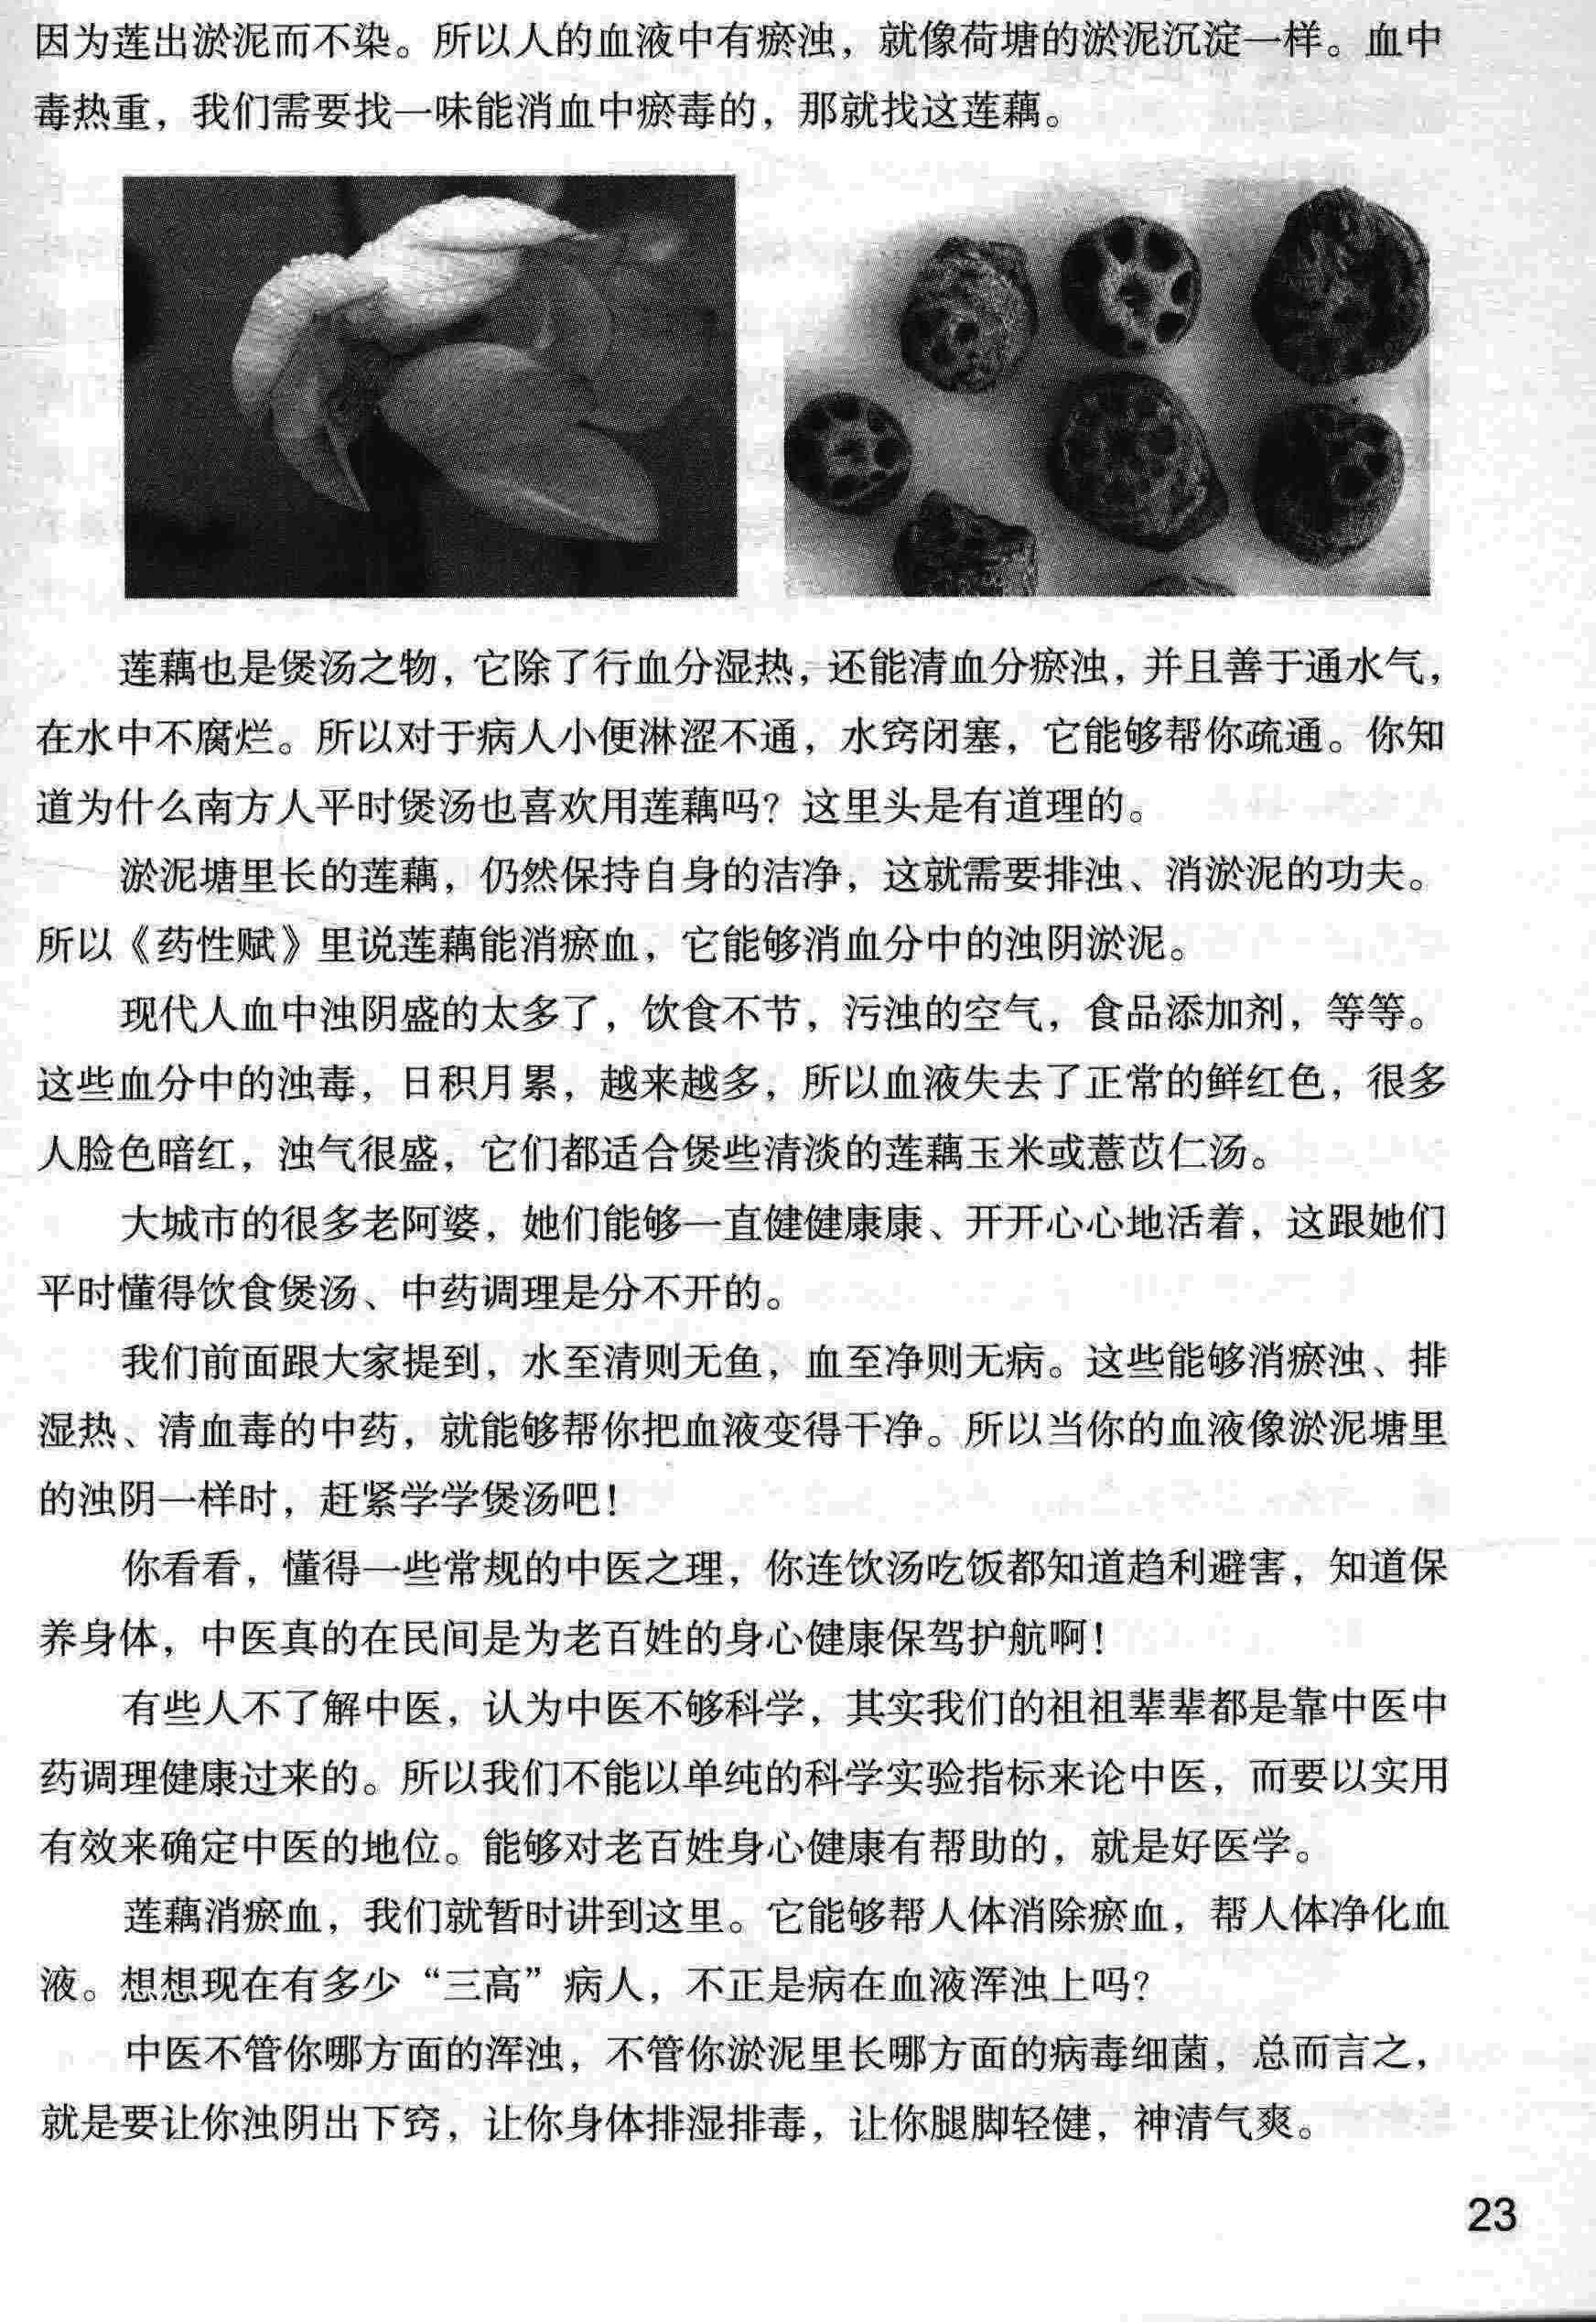 因为莲出淤泥而不染。所以人的血液中有瘀浊，就像荷塘的淤泥沉淀一样。血中
毒热重，我们需要找一味能消血中瘀毒的，那就找这莲藕。
莲藕也是煲汤之物，它除了行血分湿热，还能清血分瘀浊，并且善于通水气，
在水中不腐烂。所以对于病人小便淋涩不通，水窍闭塞，它能够帮你疏通。你知
道为什么南方人平时煲汤也喜欢用莲藕吗？这里头是有道理的。
淤泥塘里长的莲藕，仍然保持自身的洁净，这就需要排浊、消淤泥的功夫。
所以《药性赋》里说莲藕能消瘀血，它能够消血分中的浊阴淤泥。
现代人血中浊阴盛的太多了，饮食不节，污浊的空气，食品添加剂，等等。
这些血分中的浊毒，日积月累，越来越多，所以血液失去了正常的鲜红色，很多
人脸色暗红，浊气很盛，它们都适合煲些清淡的莲藕玉米或薏苡仁汤。
大城市的很多老阿婆，她们能够一直健健康康、开开心心地活着，这跟她们
平时懂得饮食煲汤、中药调理是分不开的。
我们前面跟大家提到，水至清则无鱼，血至净则无病。这些能够消瘀浊、排
湿热、清血毒的中药，就能够帮你把血液变得干净。所以当你的血液像淤泥塘里
的浊阴一样时，赶紧学学煲汤吧！
你看看，懂得一些常规的中医之理，你连饮汤吃饭都知道趋利避害，知道保
养身体，中医真的在民间是为老百姓的身心健康保驾护航啊！
有些人不了解中医，认为中医不够科学，其实我们的祖祖辈辈都是靠中医中
药调理健康过来的。所以我们不能以单纯的科学实验指标来论中医，而要以实用
有效来确定中医的地位。能够对老百姓身心健康有帮助的，就是好医学。
莲藕消瘀血，我们就暂时讲到这里。它能够帮人体消除瘀血，帮人体净化血
液。想想现在有多少“三高”病人，不正是病在血液浑浊上吗？
中医不管你哪方面的浑浊，不管你淤泥里长哪方面的病毒细菌，总而言之，
就是要让你浊阴出下窍，让你身体排湿排毒，让你腿脚轻健，神清气爽。
23